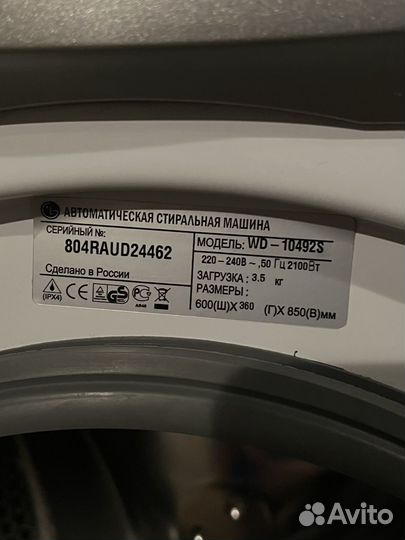 LG АВТОМАТИЧЕСКАЯ СТИРАЛЬНАЯ МАШИНА
СЕРИЙНЫЙ №:
804RAUD24462
Сделано в России
(IPX4)
МОДЕЛЬ: WD - 10492S
220 - 240В ~ ,50 Гц 2100Вт
ЗАГРУЗКА : 3.5 кг
РАЗМЕРЫ :
600(Ш)X 360 (Г)X 850(В)мм
Avito